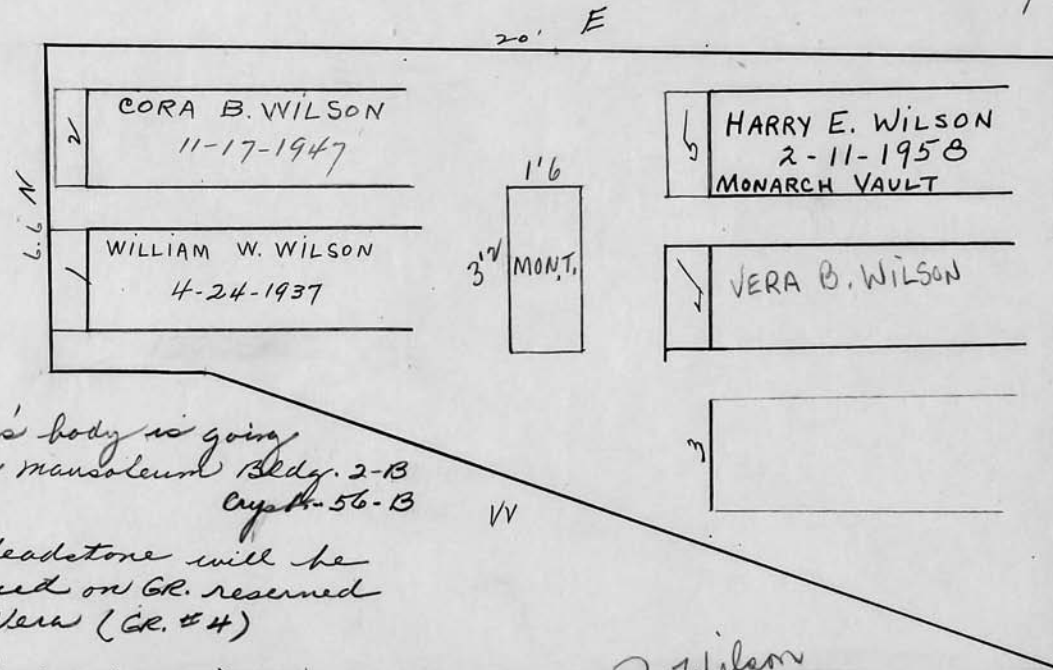 20' E
6.6 N
2
CORA B. WILSON
11-17-1947
1
WILLIAM W. WILSON
4-24-1937
1'6
3'2
MONT.
5
HARRY E. WILSON
2-11-1958
MONARCH VAULT
VERA B. WILSON
3
W
's body is going
mausoleum Bldg. 2-B
Crypt-56-B
eadstone will be
on GR. reserved
Vera (GR. #4)
Wilson